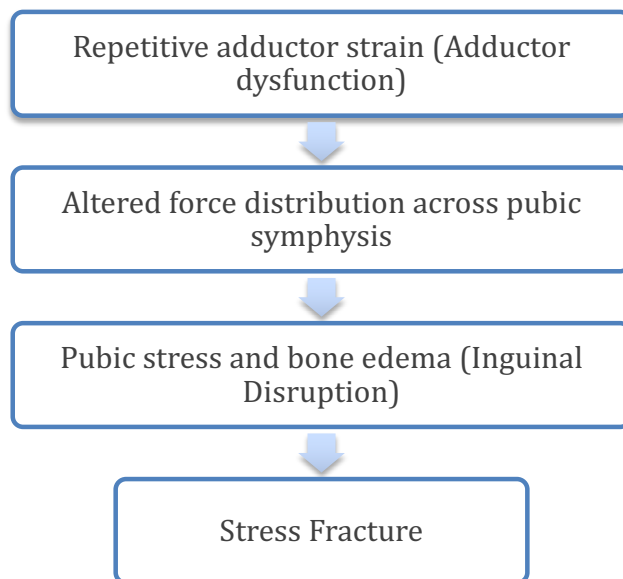 Repetitive adductor strain (Adductor
dysfunction)
Altered force distribution across pubic
symphysis
Pubic stress and bone edema (Inguinal
Disruption)
Stress Fracture